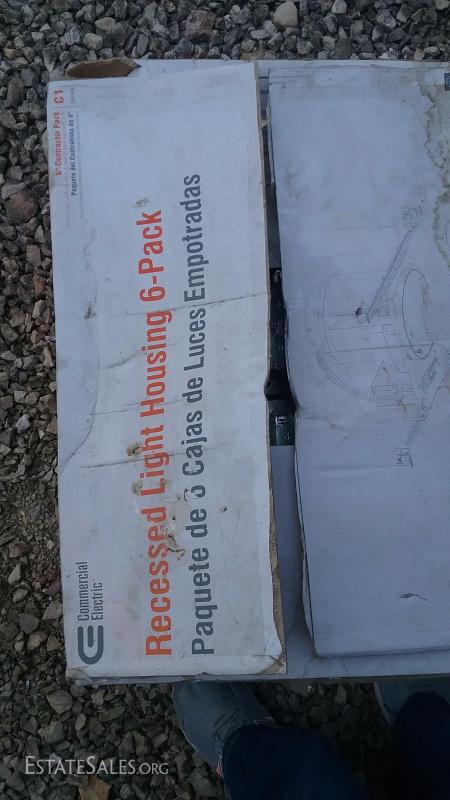 6" Contractor Pack
Paquete del Contratista de 6"
C1
Recessed Light Housing 6-Pack
Paquete de 6 Cajas de Luces Empotradas
Commercial
Electric™
EstateSales.org